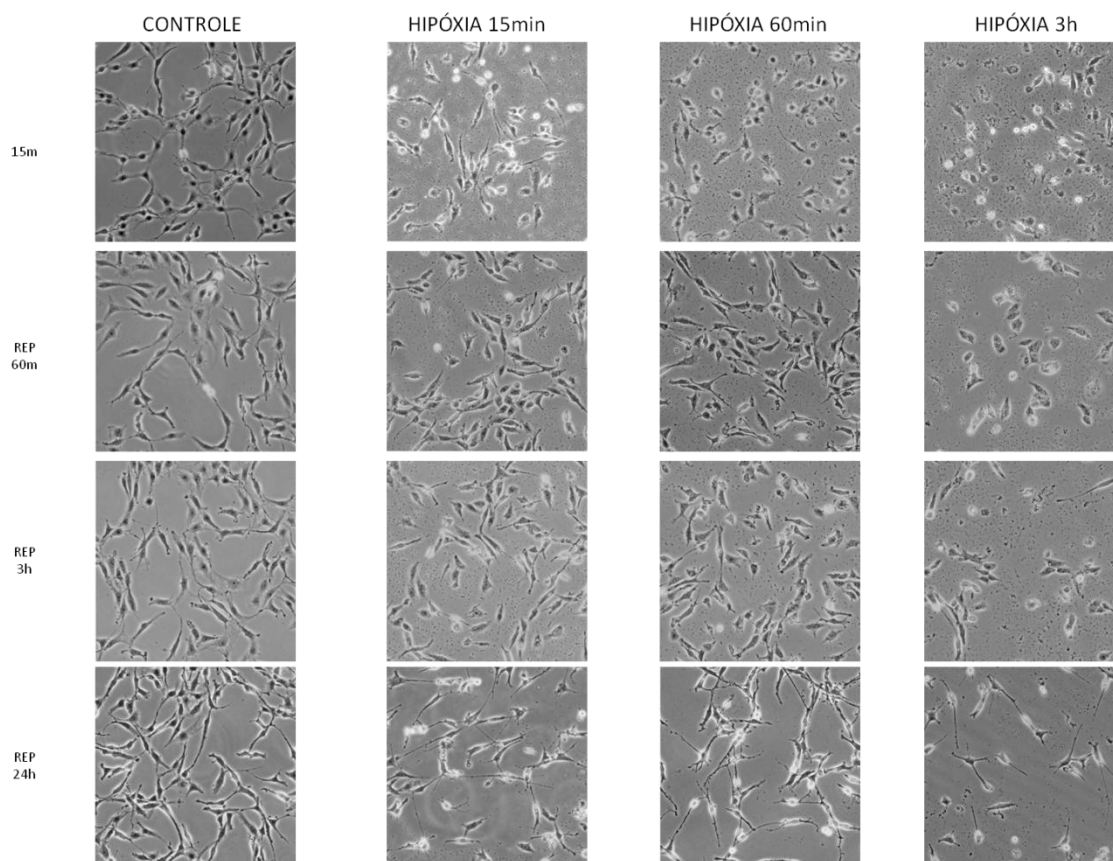 CONTROLE
HIPÓXIA 15min
HIPÓXIA 60min
HIPÓXIA 3h
15m
REP
60m
REP
3h
REP
24h